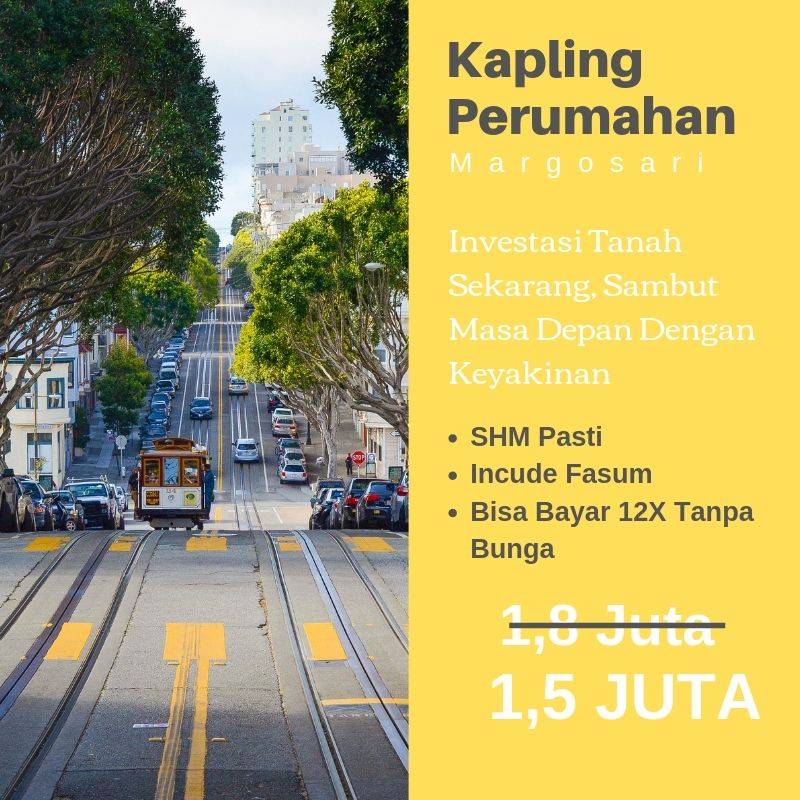 Kapling
Perumahan
Margosari
Investasi Tanah
Sekarang, Sambut
Masa Depan Dengan
Keyakinan
• SHM Pasti
• Incude Fasum
• Bisa Bayar 12X Tanpa
Bunga
1,8 Juta
1,5 JUTA
STOP